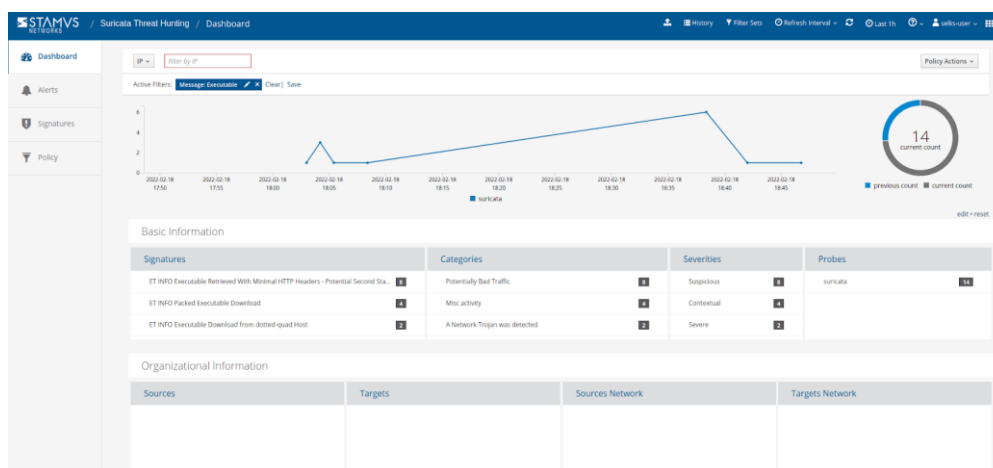 STAMVS NETWORKS / Suricata Threat Hunting / Dashboard
History Filter Sets Refresh Interval Last 1h selks-user
Dashboard
Alerts
Signatures
Policy
IP Filter by IP Policy Actions
Active Filters: Message: Executable Clear| Save
6
4
2
0
2022-02-18 17:50
2022-02-18 17:55
2022-02-18 18:00
2022-02-18 18:05
2022-02-18 18:10
2022-02-18 18:15
2022-02-18 18:20
2022-02-18 18:25
2022-02-18 18:30
2022-02-18 18:35
2022-02-18 18:40
2022-02-18 18:45
suricata
14
current count
previous count current count
edit • reset
Basic Information
Signatures
ET INFO Executable Retrieved With Minimal HTTP Headers - Potential Second Sta... 8
ET INFO Packed Executable Download 4
ET INFO Executable Download from dotted-quad Host 2
Categories
Potentially Bad Traffic 8
Misc activity 4
A Network Trojan was detected 2
Severities
Suspicious 8
Contextual 4
Severe 2
Probes
suricata 14
Organizational Information
Sources
Targets
Sources Network
Targets Network